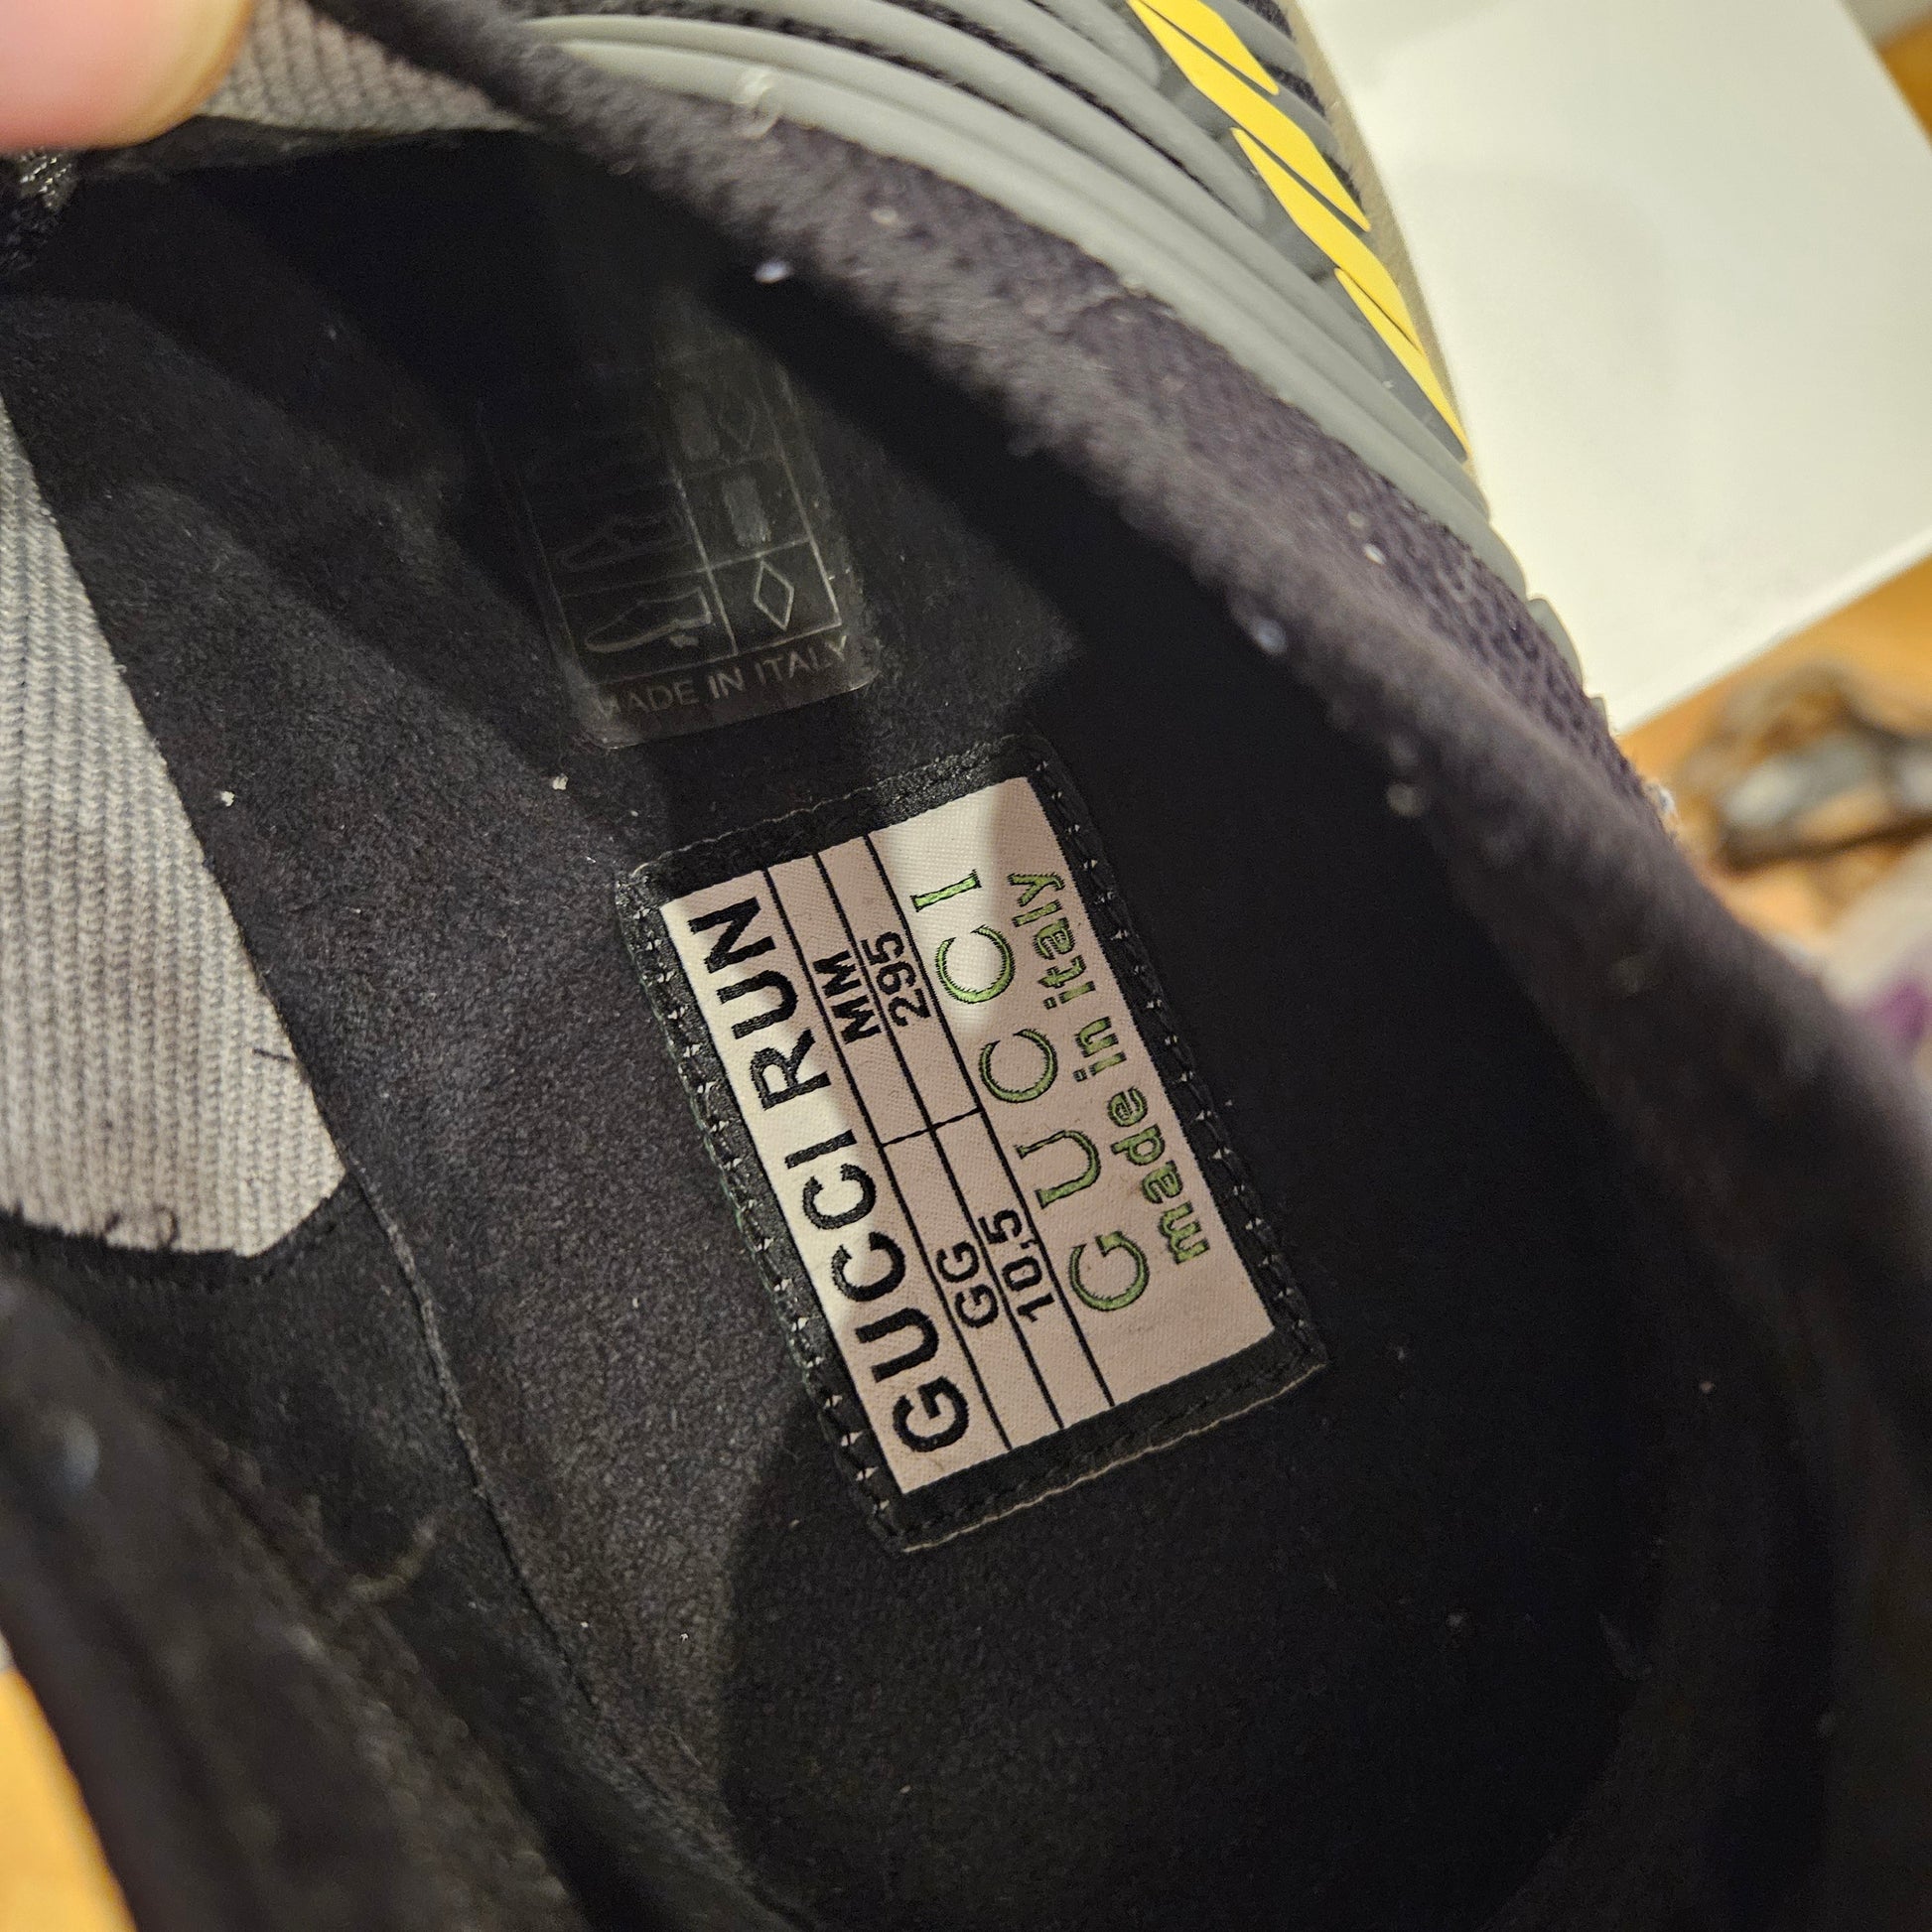 MADE IN ITALY
GUCCI RUN
GG MM
10,5 295
GUCCI
made in italy